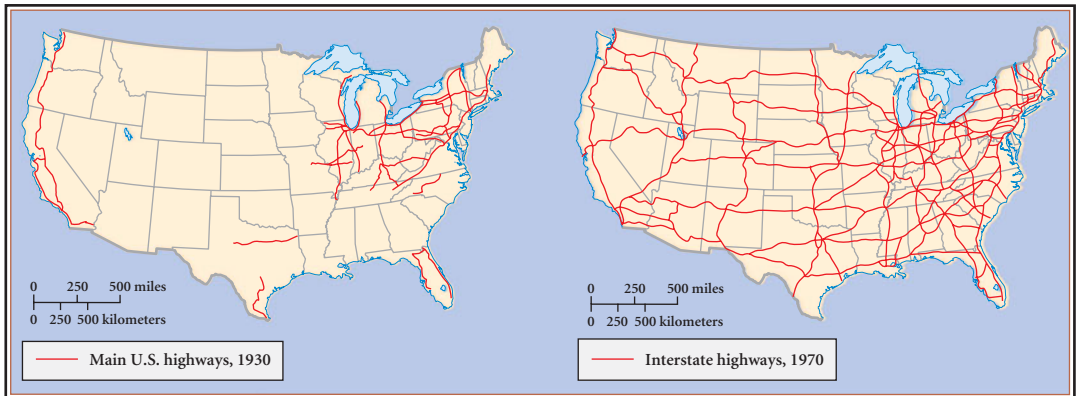 0 250 500 miles
0 250 500 kilometers
Main U.S. highways, 1930
0 250 500 miles
0 250 500 kilometers
Interstate highways, 1970